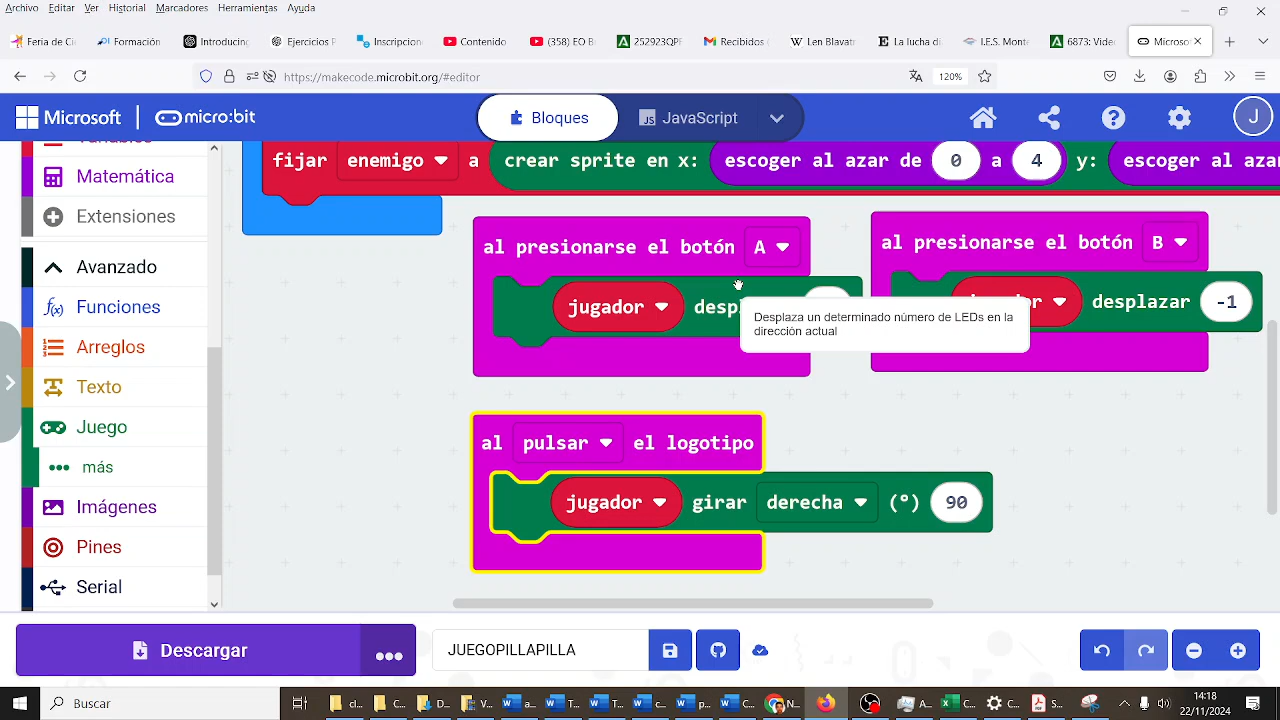 Archivo Editar Ver Historial Marcadores Herramientas Ayuda
Feria de Ci
Formación
Introducing
Ejercicios P
Inscripcion
Contenido
(358) EO B
252923QPF
Recibidos
Len Blavat
La lucha di
I.E.S. Monte
6873: Vide
Microso
https://makecode.microbit.org/#editor
120%
Microsoft
micro:bit
Bloques
JavaScript
J
Variables
Matemática
Extensiones
Avanzado
Funciones
Arreglos
Texto
Juego
más
Imágenes
Pines
Serial
fijar enemigo a crear sprite en x: escoger al azar de 0 a 4 y: escoger al azar
al presionarse el botón A
jugador
al presionarse el botón B
desplazar -1
Desplaza un determinado número de LEDs en la
dirección actual
al pulsar el logotipo
jugador girar derecha (°) 90
Descargar
JUEGOPILLAPILLA
Buscar
14:18
22/11/2024